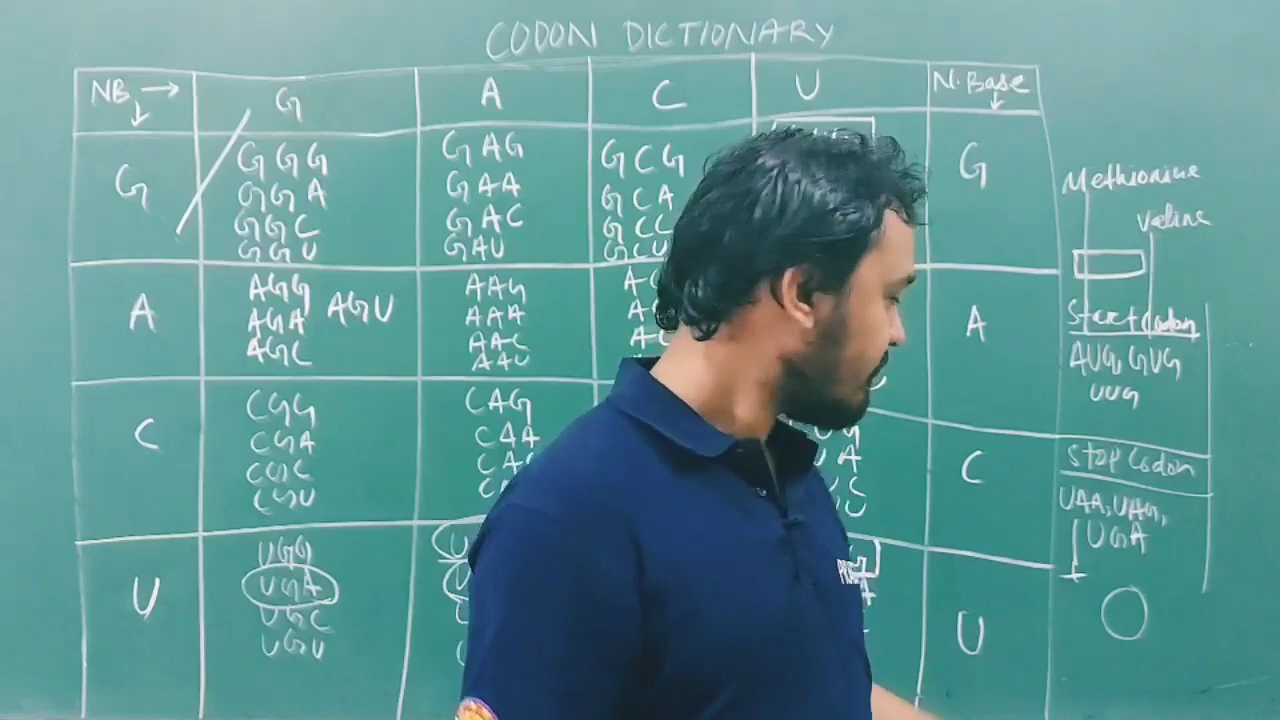 CODON DICTIONARY
NB → G A C U N. Base
↓ ↓
G GGG GAG GCG G
GGA GAA GCA
GGC GAC GCC
GGU GAU GCU
A AGG AGU AAG A
AGA AAA
AGC AAC
AAU
C CGG CAG C
CGA CAA
CGC
CGU
U UGG U
UGA
UGC
UGU
Methionine
Valine
Start codon
AUG, GUG
UUG
Stop codon
UAA, UAG,
UGA